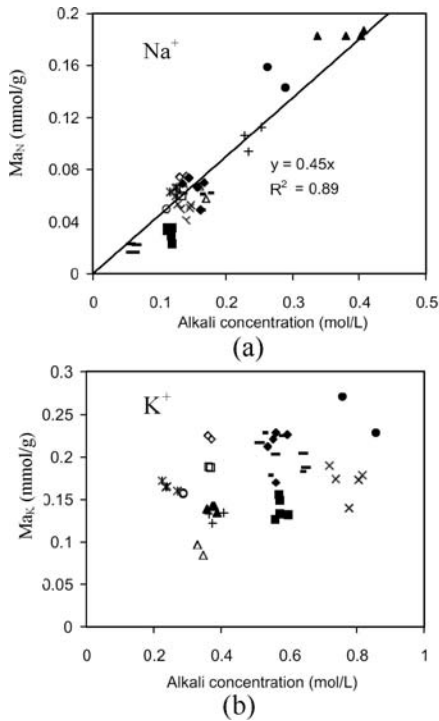 0.2
0.16
0.12
0.08
0.04
0
Ma_N (mmol/g)
Na+
y = 0.45x
R² = 0.89
0 0.1 0.2 0.3 0.4 0.5
Alkali concentration (mol/L)
(a)
0.3
0.25
0.2
0.15
0.1
0.05
0
Ma_K (mmol/g)
K+
0 0.2 0.4 0.6 0.8 1
Alkali concentration (mol/L)
(b)